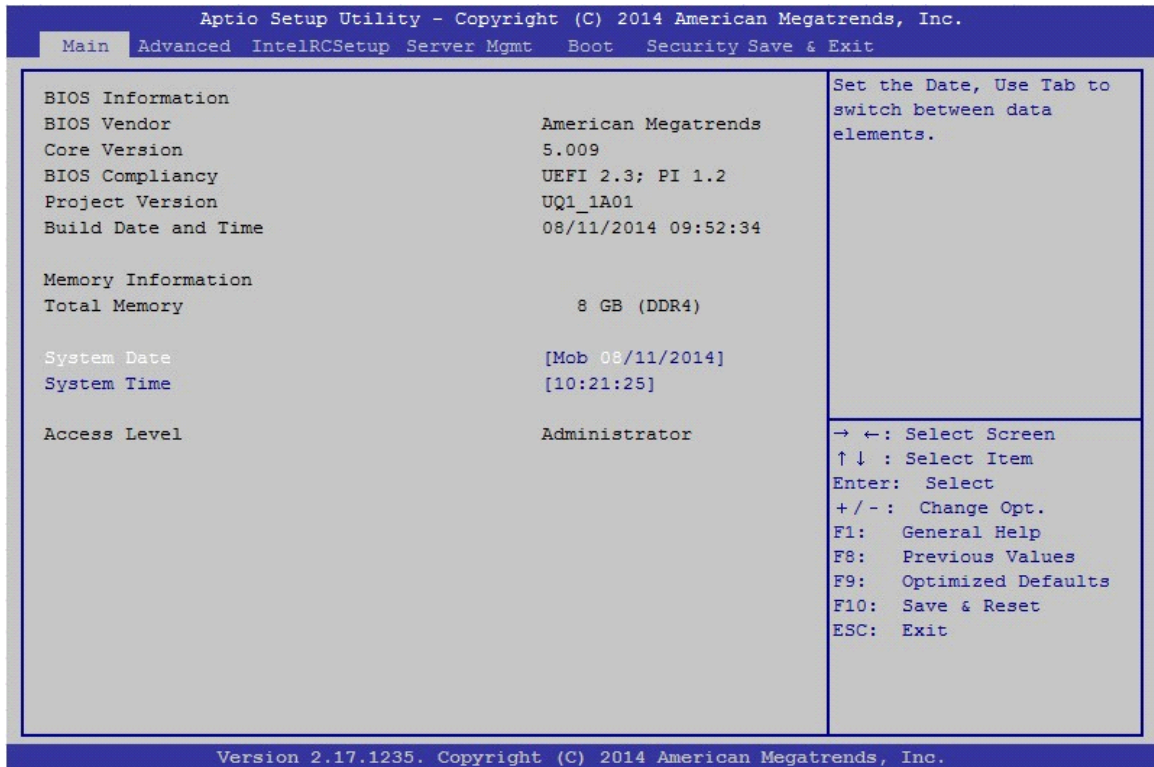 Aptio Setup Utility - Copyright (C) 2014 American Megatrends, Inc.
Main Advanced IntelRCSetup Server Mgmt Boot Security Save & Exit
BIOS Information
BIOS Vendor American Megatrends
Core Version 5.009
BIOS Compliancy UEFI 2.3; PI 1.2
Project Version UQ1_1A01
Build Date and Time 08/11/2014 09:52:34
Memory Information
Total Memory 8 GB (DDR4)
System Date [Mob 08/11/2014]
System Time [10:21:25]
Access Level Administrator
Set the Date, Use Tab to
switch between data
elements.
→ ←: Select Screen
↑↓ : Select Item
Enter: Select
+/-: Change Opt.
F1: General Help
F8: Previous Values
F9: Optimized Defaults
F10: Save & Reset
ESC: Exit
Version 2.17.1235. Copyright (C) 2014 American Megatrends, Inc.